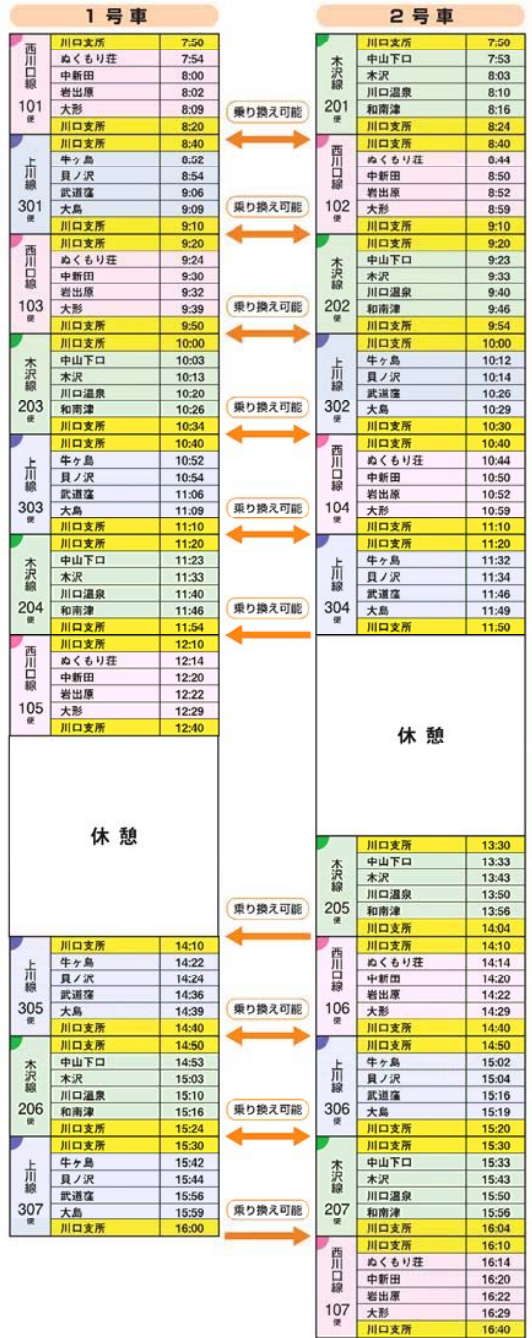 1号車
西川口線
101便
川口支所 7:50
ぬくもり荘 7:54
中新田 8:00
岩出原 8:02
大形 8:09
川口支所 8:20
上川線
301便
川口支所 8:40
牛ヶ島 8:52
貝ノ沢 8:54
武道窪 9:06
大島 9:09
川口支所 9:10
西川口線
103便
川口支所 9:20
ぬくもり荘 9:24
中新田 9:30
岩出原 9:32
大形 9:39
川口支所 9:50
木沢線
203便
川口支所 10:00
中山下口 10:03
木沢 10:13
川口温泉 10:20
和南津 10:26
川口支所 10:34
上川線
303便
川口支所 10:40
牛ヶ島 10:52
貝ノ沢 10:54
武道窪 11:06
大島 11:09
川口支所 11:10
木沢線
204便
川口支所 11:20
中山下口 11:23
木沢 11:33
川口温泉 11:40
和南津 11:46
川口支所 11:54
西川口線
105便
川口支所 12:10
ぬくもり荘 12:14
中新田 12:20
岩出原 12:22
大形 12:29
川口支所 12:40
休憩
上川線
305便
川口支所 14:10
牛ヶ島 14:22
貝ノ沢 14:24
武道窪 14:36
大島 14:39
川口支所 14:40
木沢線
206便
川口支所 14:50
中山下口 14:53
木沢 15:03
川口温泉 15:10
和南津 15:16
川口支所 15:24
上川線
307便
川口支所 15:30
牛ヶ島 15:42
貝ノ沢 15:44
武道窪 15:56
大島 15:59
川口支所 16:00
乗り換え可能
乗り換え可能
乗り換え可能
乗り換え可能
乗り換え可能
乗り換え可能
乗り換え可能
乗り換え可能
乗り換え可能
乗り換え可能
2号車
木沢線
201便
川口支所 7:50
中山下口 7:53
木沢 8:03
川口温泉 8:10
和南津 8:16
川口支所 8:24
西川口線
102便
川口支所 8:40
ぬくもり荘 8:44
中新田 8:50
岩出原 8:52
大形 8:59
川口支所 9:10
木沢線
202便
川口支所 9:20
中山下口 9:23
木沢 9:33
川口温泉 9:40
和南津 9:46
川口支所 9:54
上川線
302便
川口支所 10:00
牛ヶ島 10:12
貝ノ沢 10:14
武道窪 10:26
大島 10:29
川口支所 10:30
西川口線
104便
川口支所 10:40
ぬくもり荘 10:44
中新田 10:50
岩出原 10:52
大形 10:59
川口支所 11:10
上川線
304便
川口支所 11:20
牛ヶ島 11:32
貝ノ沢 11:34
武道窪 11:46
大島 11:49
川口支所 11:50
休憩
木沢線
205便
川口支所 13:30
中山下口 13:33
木沢 13:43
川口温泉 13:50
和南津 13:56
川口支所 14:04
西川口線
106便
川口支所 14:10
ぬくもり荘 14:14
中新田 14:20
岩出原 14:22
大形 14:29
川口支所 14:40
上川線
306便
川口支所 14:50
牛ヶ島 15:02
貝ノ沢 15:04
武道窪 15:16
大島 15:19
川口支所 15:20
木沢線
207便
川口支所 15:30
中山下口 15:33
木沢 15:43
川口温泉 15:50
和南津 15:56
川口支所 16:04
西川口線
107便
川口支所 16:10
ぬくもり荘 16:14
中新田 16:20
岩出原 16:22
大形 16:29
川口支所 16:40